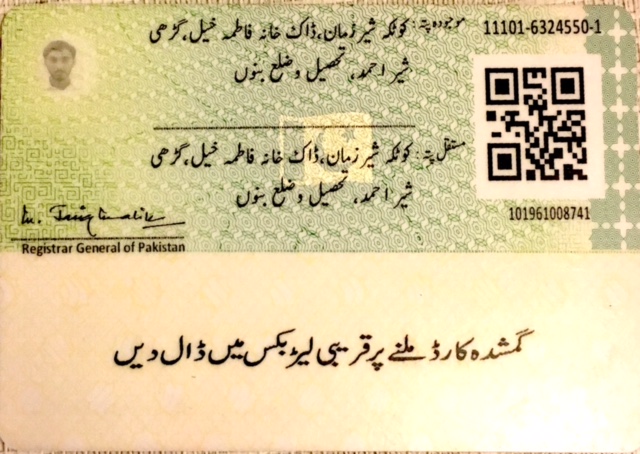 موجودہ پتہ: کوٹکہ شیر زمان، ڈاک خانہ فاطمہ خیل، گڑھی
شیر احمد، تحصیل و ضلع بنوں
11101-6324550-1
مستقل پتہ: کوٹکہ شیر زمان، ڈاک خانہ فاطمہ خیل، گڑھی
شیر احمد، تحصیل و ضلع بنوں
101961008741
Registrar General of Pakistan
گمشدہ کارڈ ملنے پر قریبی لیٹر بکس میں ڈال دیں